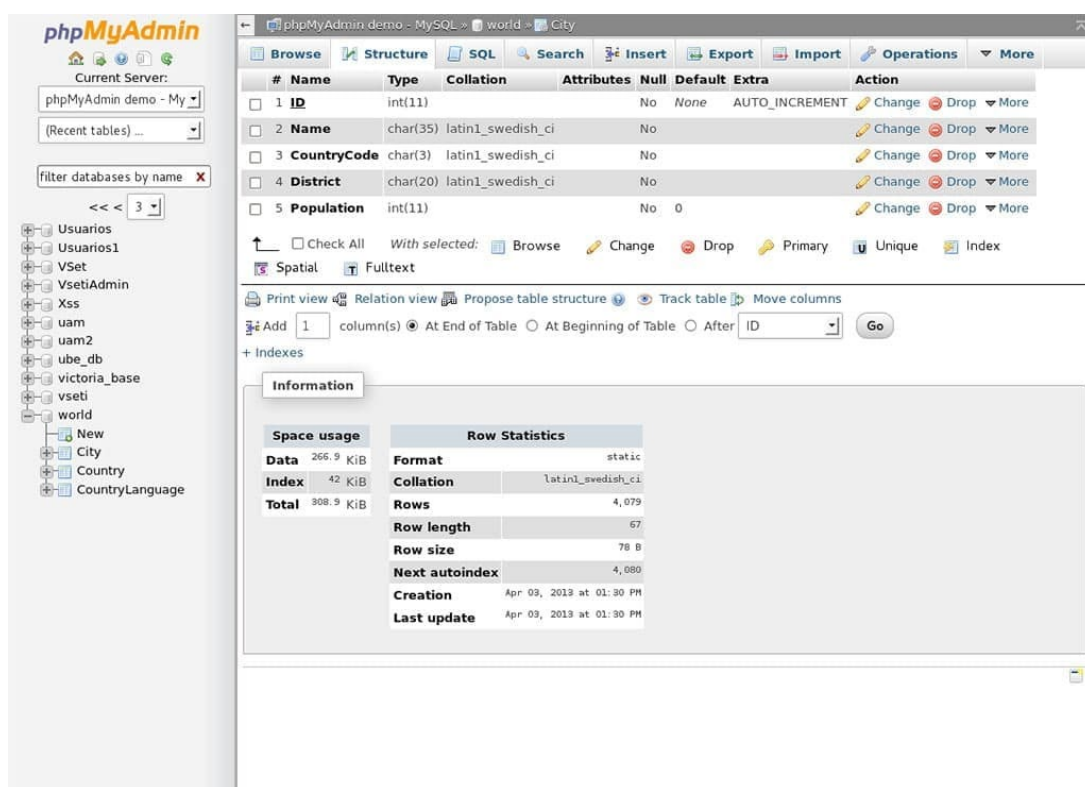 phpMyAdmin
Current Server:
phpMyAdmin demo - My
(Recent tables) ...
filter databases by name X
<< < 3
Usuarios
Usuarios1
VSet
VsetiAdmin
Xss
uam
uam2
ube_db
victoria_base
vseti
world
New
City
Country
CountryLanguage
phpMyAdmin demo - MySQL » world » City
Browse Structure SQL Search Insert Export Import Operations More
# Name Type Collation Attributes Null Default Extra Action
1 ID int(11) No None AUTO_INCREMENT Change Drop More
2 Name char(35) latin1_swedish_ci No Change Drop More
3 CountryCode char(3) latin1_swedish_ci No Change Drop More
4 District char(20) latin1_swedish_ci No Change Drop More
5 Population int(11) No 0 Change Drop More
Check All With selected: Browse Change Drop Primary U Unique Index
S Spatial T Fulltext
Print view Relation view Propose table structure Track table Move columns
Add 1 column(s) At End of Table At Beginning of Table After ID Go
+ Indexes
Information
Space usage
Data 266.9 KiB
Index 42 KiB
Total 308.9 KiB
Row Statistics
Format static
Collation latin1_swedish_ci
Rows 4,079
Row length 67
Row size 78 B
Next autoindex 4,080
Creation Apr 03, 2013 at 01:30 PM
Last update Apr 03, 2013 at 01:30 PM